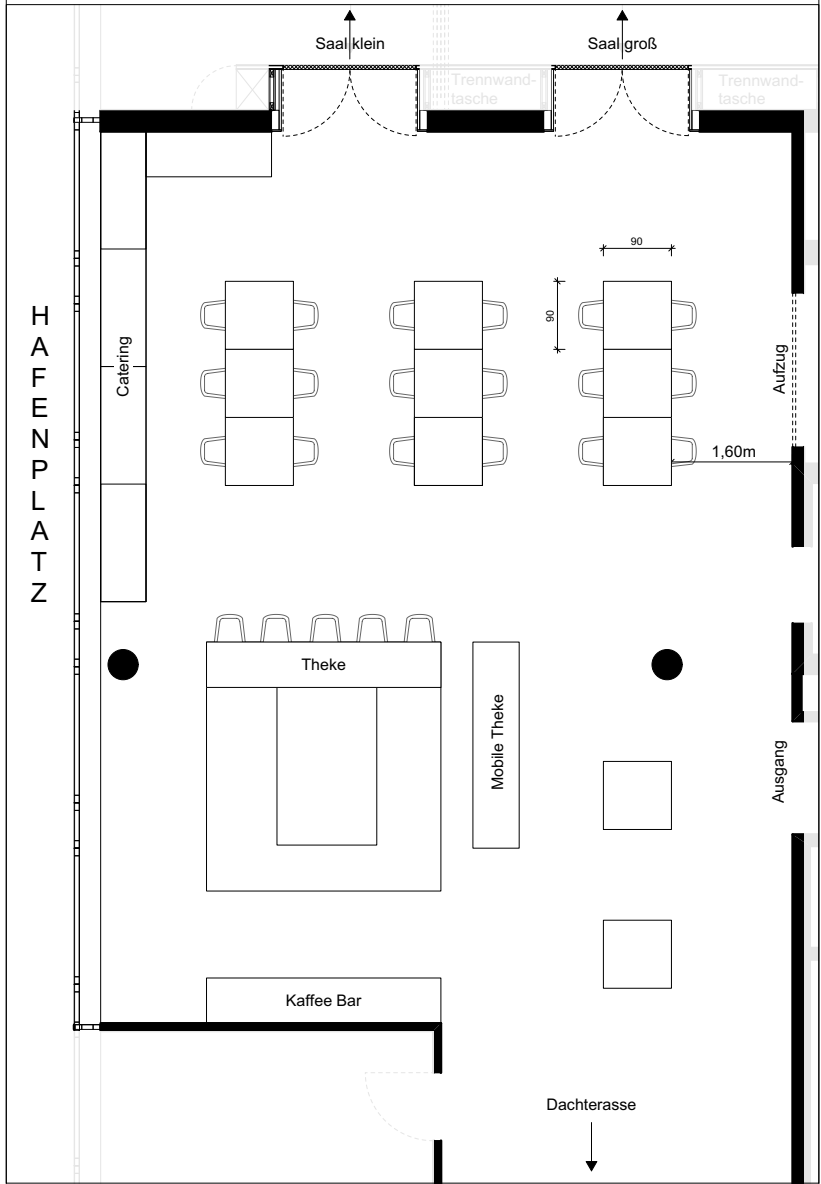 Saal klein
Saal groß
Trennwand-
tasche
Trennwand-
tasche
HAFENPLATZ
90
90
Catering
Aufzug
1,60m
Theke
Mobile Theke
Ausgang
Kaffee Bar
Dachterasse